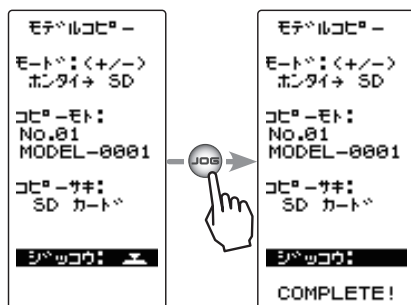 モデルコピー
モード:(+/-)
ホンタイ→ SD
コピーモト:
No.01
MODEL-0001
コピーサキ:
SD カード
ジッコウ:
JOG
モデルコピー
モード:(+/-)
ホンタイ→ SD
コピーモト:
No.01
MODEL-0001
コピーサキ:
SD カード
ジッコウ:
COMPLETE!